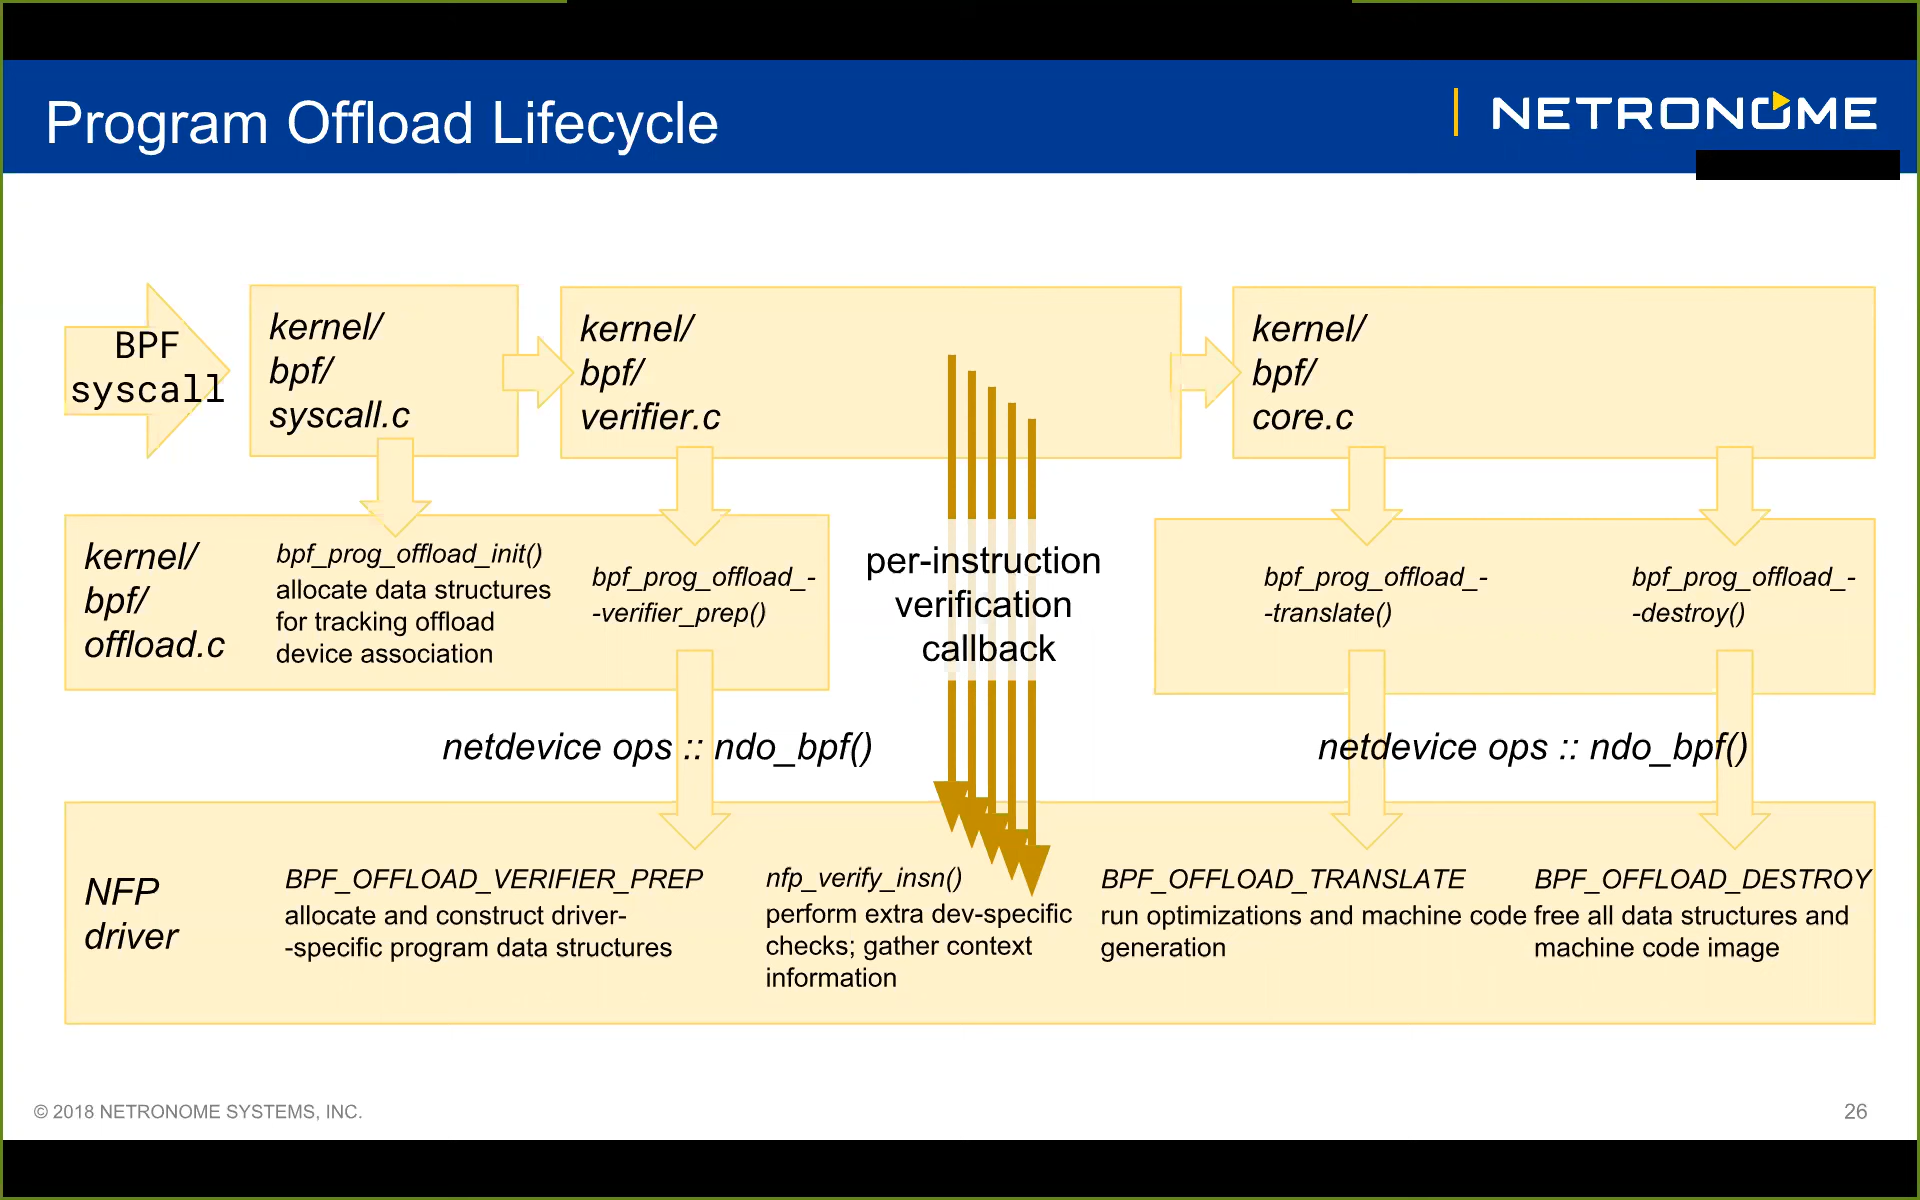 Program Offload Lifecycle
NETRONOME
BPF
syscall
kernel/
bpf/
syscall.c
kernel/
bpf/
verifier.c
kernel/
bpf/
core.c
kernel/
bpf/
offload.c
bpf_prog_offload_init()
allocate data structures
for tracking offload
device association
bpf_prog_offload_-
-verifier_prep()
per-instruction
verification
callback
bpf_prog_offload_-
-translate()
bpf_prog_offload_-
-destroy()
netdevice ops :: ndo_bpf()
netdevice ops :: ndo_bpf()
NFP
driver
BPF_OFFLOAD_VERIFIER_PREP
allocate and construct driver-
-specific program data structures
nfp_verify_insn()
perform extra dev-specific
checks; gather context
information
BPF_OFFLOAD_TRANSLATE
run optimizations and machine code
generation
BPF_OFFLOAD_DESTROY
free all data structures and
machine code image
© 2018 NETRONOME SYSTEMS, INC.
26